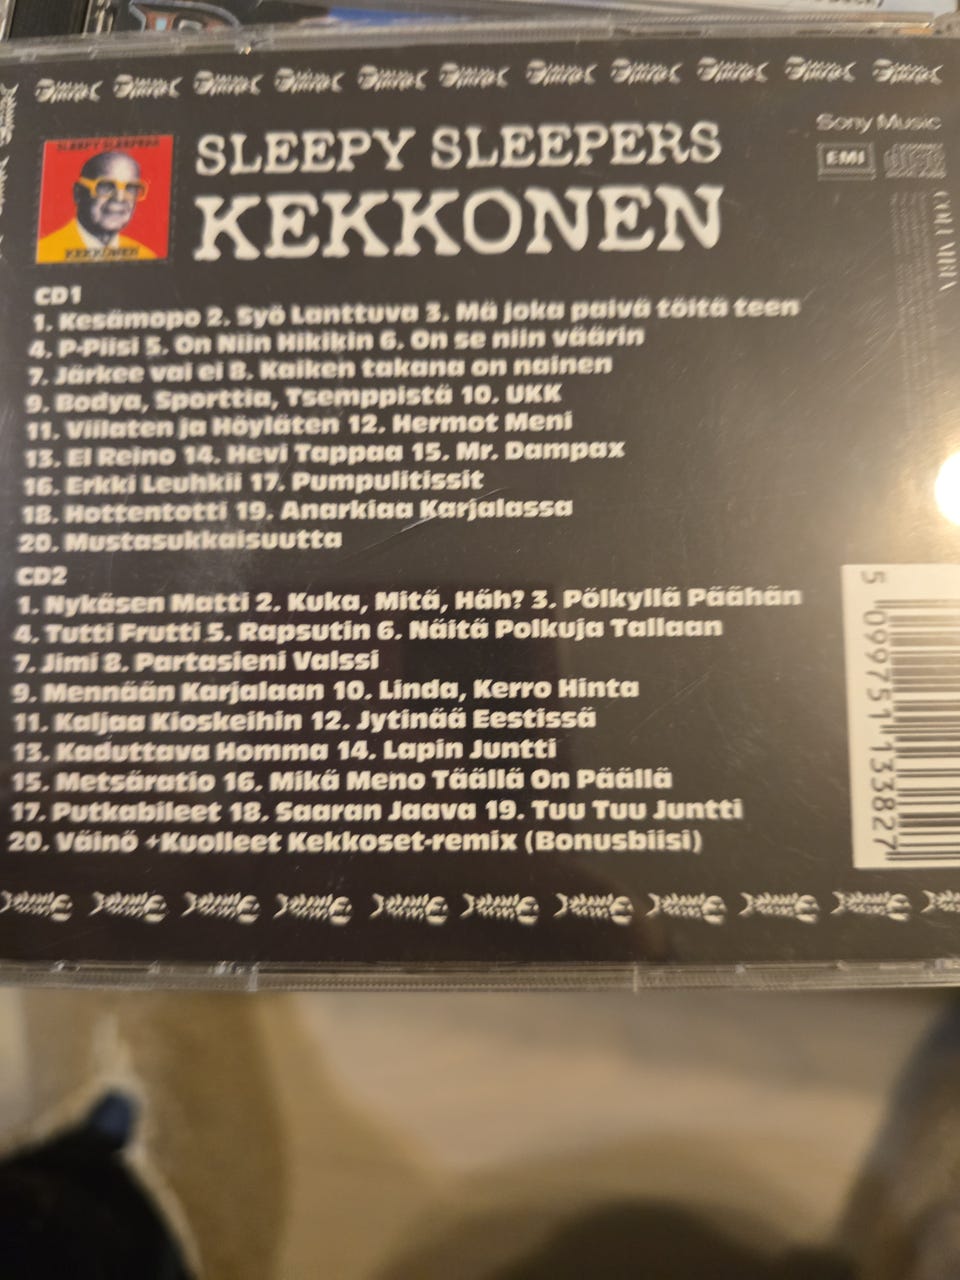 Sony Music
EMI
SLEEPY SLEEPERS
KEKKONEN
SLEEPY SLEEPERS
KEKKONEN
COLUMBIA
CD1
1. Kesämopo 2. Syö Lanttuva 3. Mä joka paivä töitä teen
4. P-Piisi 5. On Niin Hikikin 6. On se niin väärin
7. Järkee vai ei 8. Kaiken takana on nainen
9. Bodya, Sporttia, Tsemppistä 10. UKK
11. Villaten ja Höyläten 12. Hermot Meni
13. El Reino 14. Hevi Tappaa 15. Mr. Dampax
16. Erkki Leuhkii 17. Pumpulitissit
18. Hottentotti 19. Anarkiaa Karjalassa
20. Mustasukkaisuutta
CD2
1. Nykäsen Matti 2. Kuka, Mitä, Häh? 3. Pölkyllä Päähän
4. Tutti Frutti 5. Rapsutin 6. Näitä Polkuja Tallaan
7. Jimi 8. Partasieni Valssi
9. Mennään Karjalaan 10. Linda, Kerro Hinta
11. Kaljaa Kioskeihin 12. Jytinää Eestissä
13. Kaduttava Homma 14. Lapin Juntti
15. Metsäratio 16. Mikä Meno Täällä On Päällä
17. Putkabileet 18. Saaran Jaava 19. Tuu Tuu Juntti
20. Väinö +Kuolleet Kekkoset-remix (Bonusbiisi)
5 099751 133827